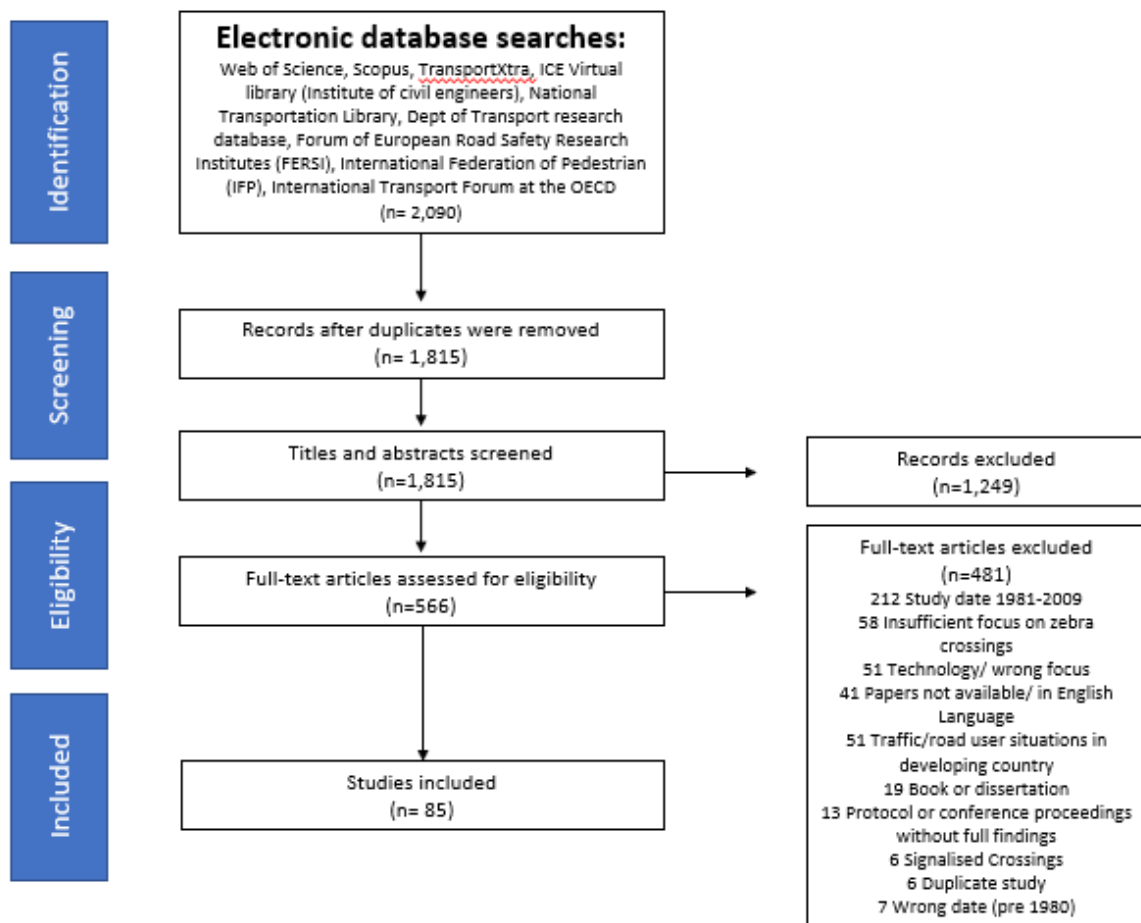 Identification
Electronic database searches:
Web of Science, Scopus, TransportXtra, ICE Virtual
library (Institute of civil engineers), National
Transportation Library, Dept of Transport research
database, Forum of European Road Safety Research
Institutes (FERSI), International Federation of Pedestrian
(IFP), International Transport Forum at the OECD
(n= 2,090)
Screening
Records after duplicates were removed
(n= 1,815)
Titles and abstracts screened
(n=1,815)
Records excluded
(n=1,249)
Eligibility
Full-text articles assessed for eligibility
(n=566)
Full-text articles excluded
(n=481)
212 Study date 1981-2009
58 Insufficient focus on zebra
crossings
51 Technology/ wrong focus
41 Papers not available/ in English
Language
51 Traffic/road user situations in
developing country
19 Book or dissertation
13 Protocol or conference proceedings
without full findings
6 Signalised Crossings
6 Duplicate study
7 Wrong date (pre 1980)
Included
Studies included
(n= 85)